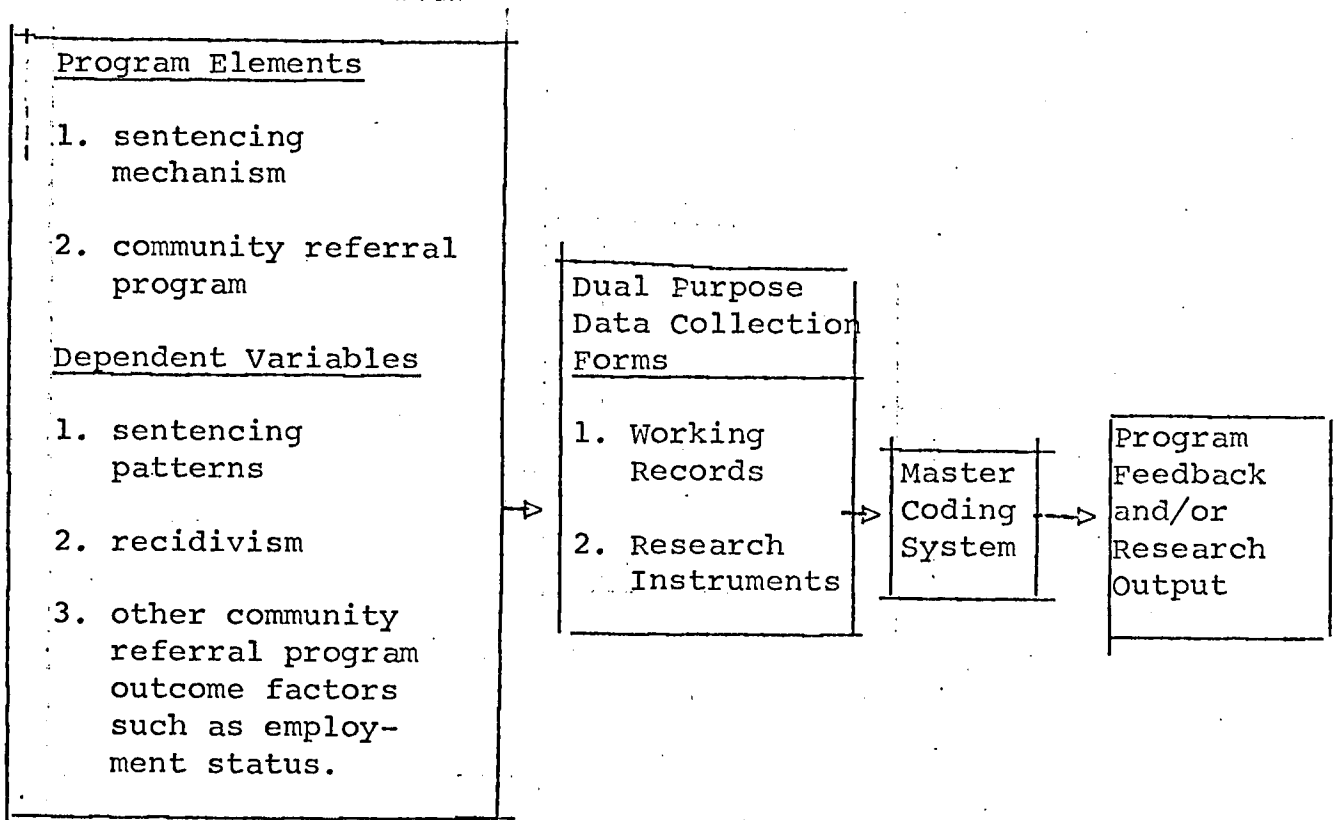 Program Elements
1. sentencing
mechanism
2. community referral
program
Dependent Variables
1. sentencing
patterns
2. recidivism
3. other community
referral program
outcome factors
such as employ-
ment status.
Dual Purpose
Data Collection
Forms
1. Working
Records
2. Research
Instruments
Master
Coding
System
Program
Feedback
and/or
Research
Output